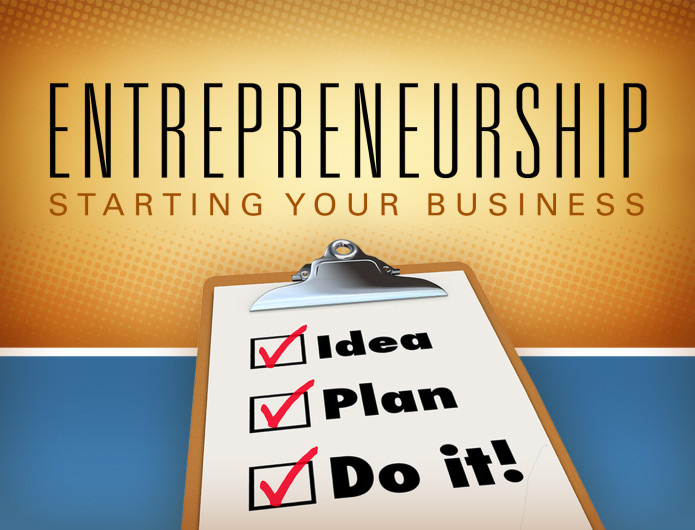 ENTREPRENEURSHIP
STARTING YOUR BUSINESS
Idea
Plan
Do it!